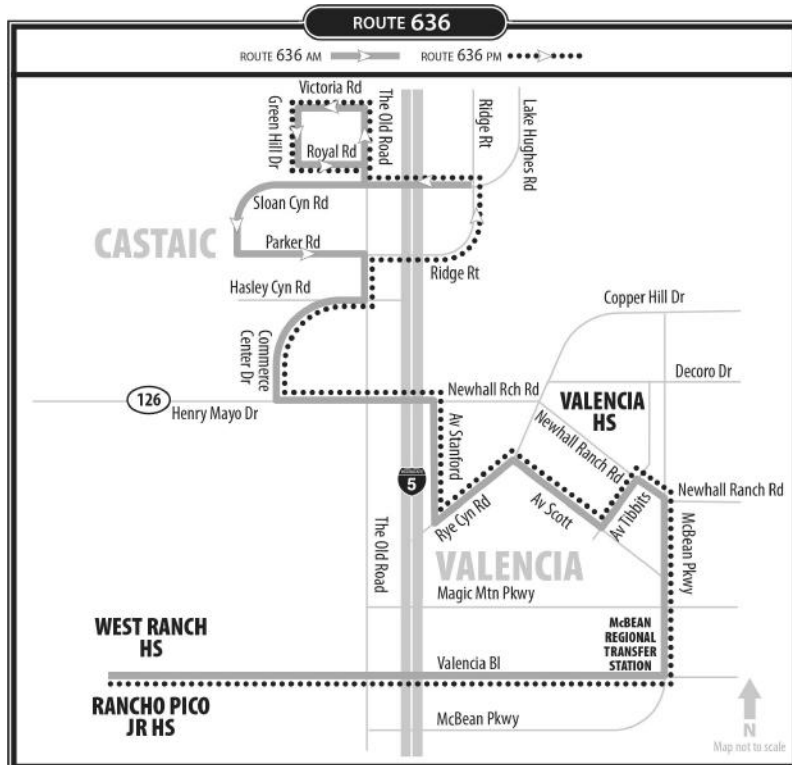 ROUTE 636
ROUTE 636 AM
ROUTE 636 PM
Victoria Rd
Green Hill Dr
The Old Road
Ridge Rt
Lake Hughes Rd
Royal Rd
Sloan Cyn Rd
CASTAIC
Parker Rd
Ridge Rt
Hasley Cyn Rd
Copper Hill Dr
Commerce
Center Dr
Decoro Dr
126
Henry Mayo Dr
Newhall Rch Rd
VALENCIA
HS
Av Stanford
Newhall Ranch Rd
5
Rye Cyn Rd
Av Scott
Av Tibbits
Newhall Ranch Rd
The Old Road
VALENCIA
McBean Pkwy
Magic Mtn Pkwy
WEST RANCH
HS
McBEAN
REGIONAL
TRANSFER
STATION
Valencia Bl
RANCHO PICO
JR HS
McBean Pkwy
N
Map not to scale